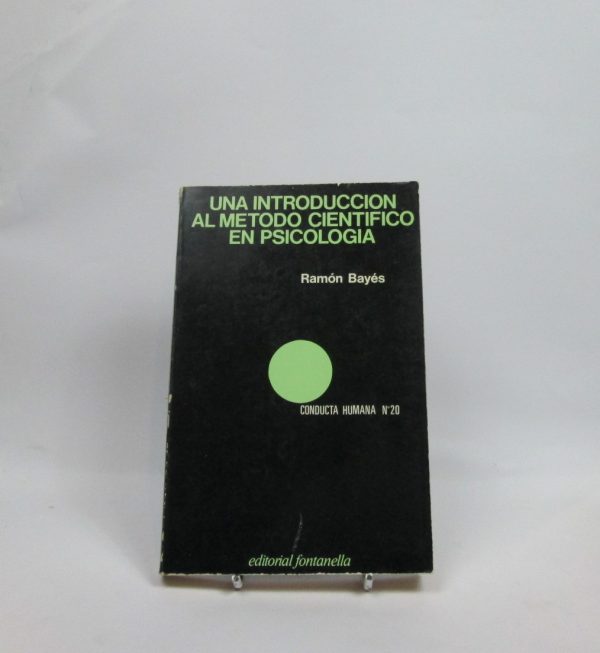 UNA INTRODUCCION
AL METODO CIENTIFICO
EN PSICOLOGIA
Ramón Bayés
CONDUCTA HUMANA Nº20
editorial fontanella